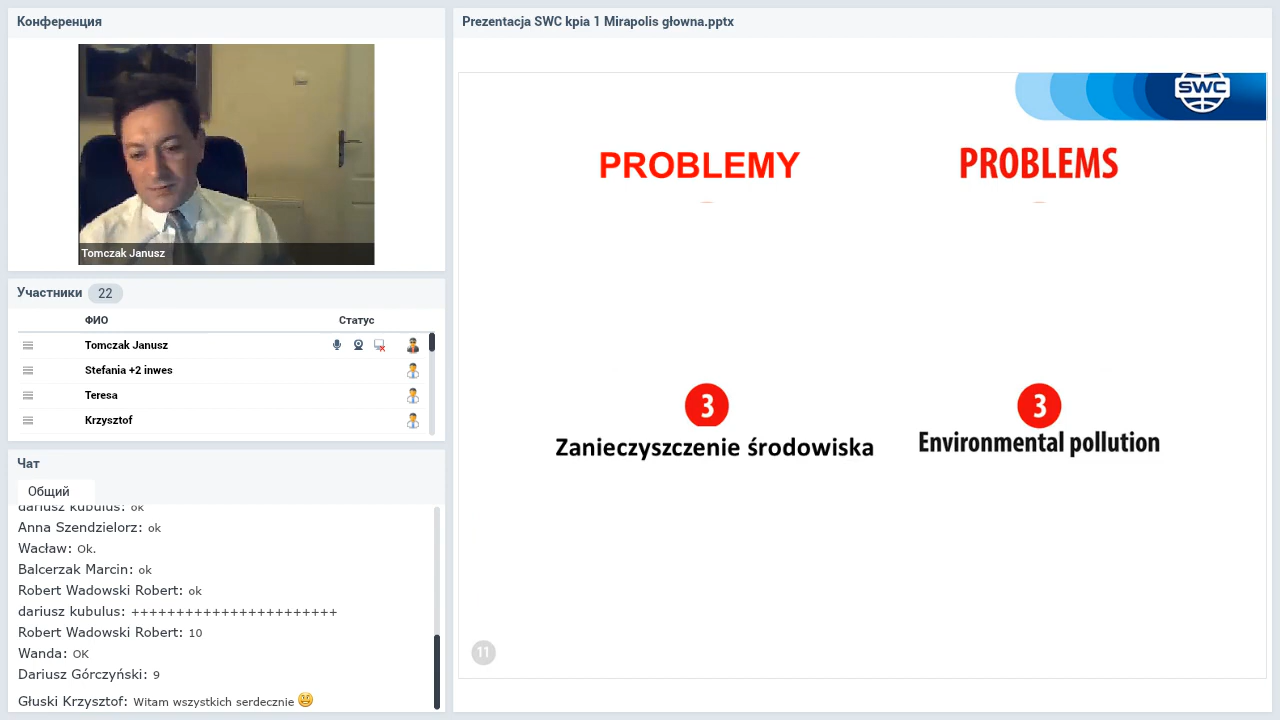 Конференция
Tomczak Janusz
Участники 22
ФИО Статус
Tomczak Janusz
Stefania +2 inwes
Teresa
Krzysztof
Чат
Общий
dariusz kubulus: ok
Anna Szendzielorz: ok
Wacław: Ok.
Balcerzak Marcin: ok
Robert Wadowski Robert: ok
dariusz kubulus: +++++++++++++++++++++++
Robert Wadowski Robert: 10
Wanda: OK
Dariusz Górczyński: 9
Głuski Krzysztof: Witam wszystkich serdecznie
Prezentacja SWC kpia 1 Mirapolis głowna.pptx
SWC
PROBLEMY
PROBLEMS
3
Zanieczyszczenie środowiska
3
Environmental pollution
11